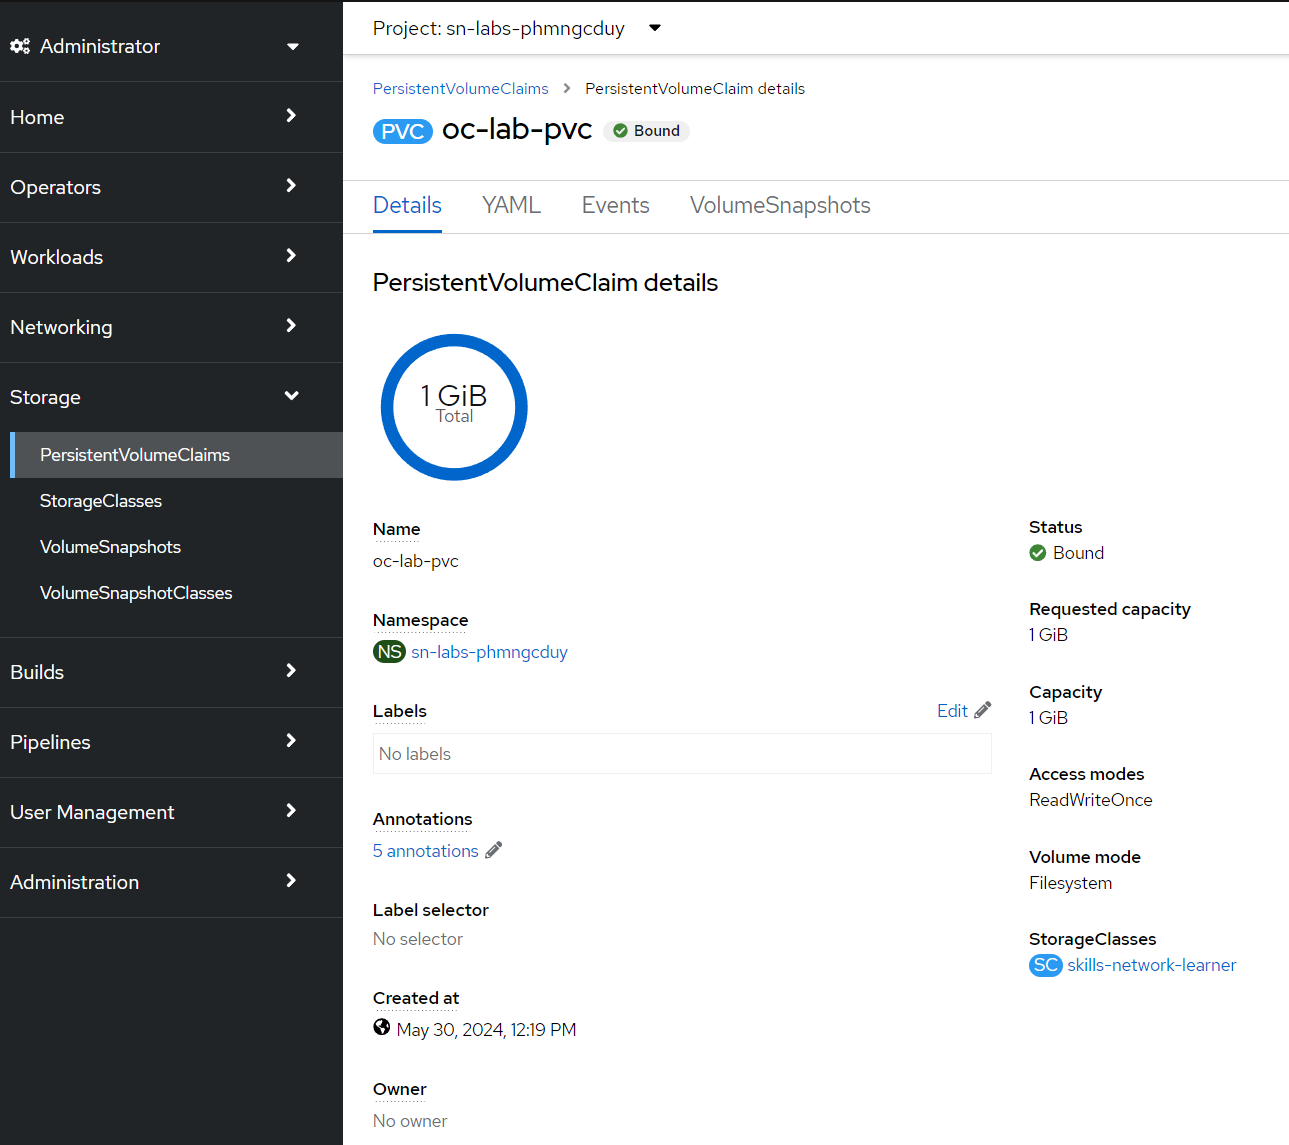 Administrator
Home
Operators
Workloads
Networking
Storage
PersistentVolumeClaims
StorageClasses
VolumeSnapshots
VolumeSnapshotClasses
Builds
Pipelines
User Management
Administration
Project: sn-labs-phmngcduy
PersistentVolumeClaims > PersistentVolumeClaim details
PVC oc-lab-pvc Bound
Details YAML Events VolumeSnapshots
PersistentVolumeClaim details
1 GiB
Total
Name
oc-lab-pvc
Namespace
NS sn-labs-phmngcduy
Labels Edit
No labels
Annotations
5 annotations
Label selector
No selector
Created at
May 30, 2024, 12:19 PM
Owner
No owner
Status
Bound
Requested capacity
1 GiB
Capacity
1 GiB
Access modes
ReadWriteOnce
Volume mode
Filesystem
StorageClasses
SC skills-network-learner